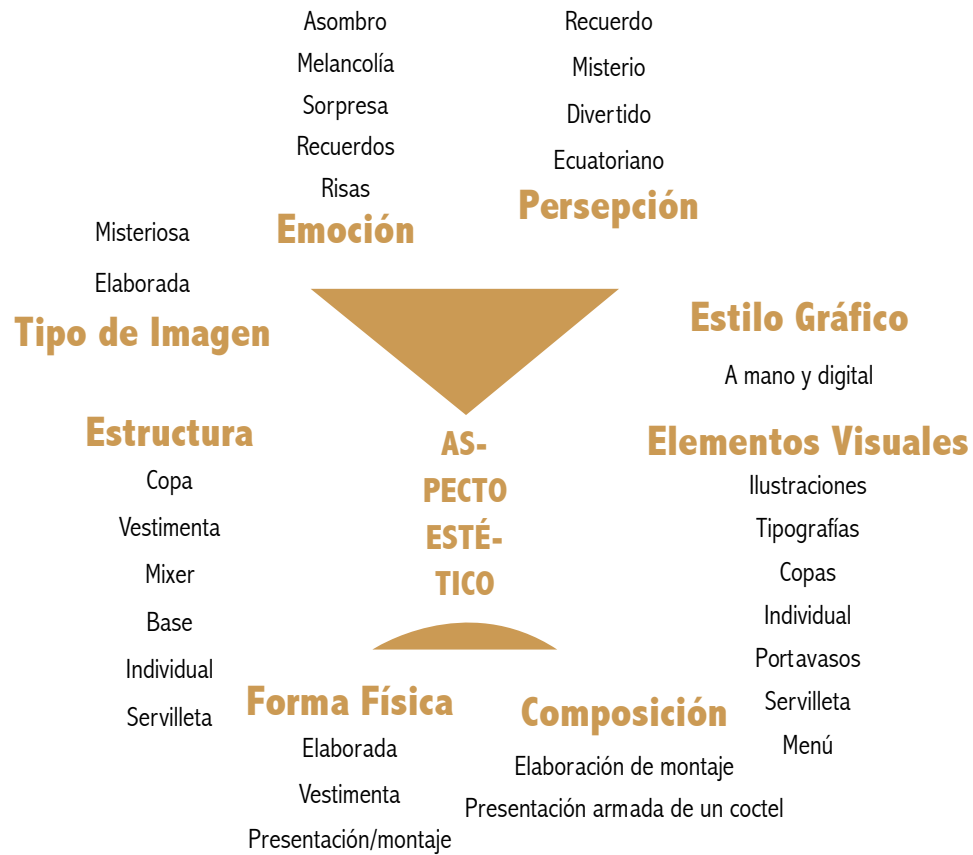 Asombro
Melancolía
Sorpresa
Recuerdos
Risas
Emoción
Recuerdo
Misterio
Divertido
Ecuatoriano
Persepción
Misteriosa
Elaborada
Tipo de Imagen
Estilo Gráfico
A mano y digital
Estructura
Copa
Vestimenta
Mixer
Base
Individual
Servilleta
AS-
PECTO
ESTÉ-
TICO
Elementos Visuales
Ilustraciones
Tipografías
Copas
Individual
Portavasos
Servilleta
Menú
Forma Física
Elaborada
Vestimenta
Presentación/montaje
Composición
Elaboración de montaje
Presentación armada de un coctel